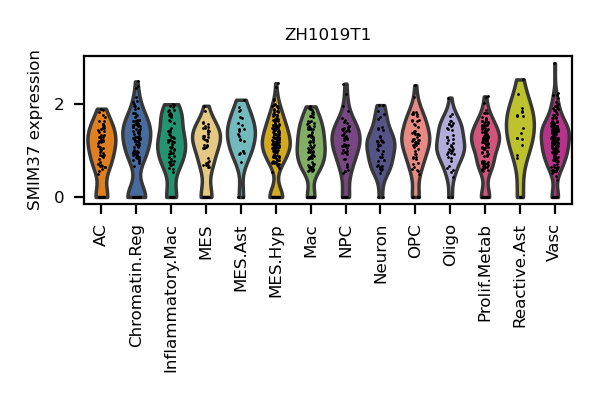 ZH1019T1
SMIM37 expression
2
0
AC
Chromatin.Reg
Inflammatory.Mac
MES
MES.Ast
MES.Hyp
Mac
NPC
Neuron
OPC
Oligo
Prolif.Metab
Reactive.Ast
Vasc